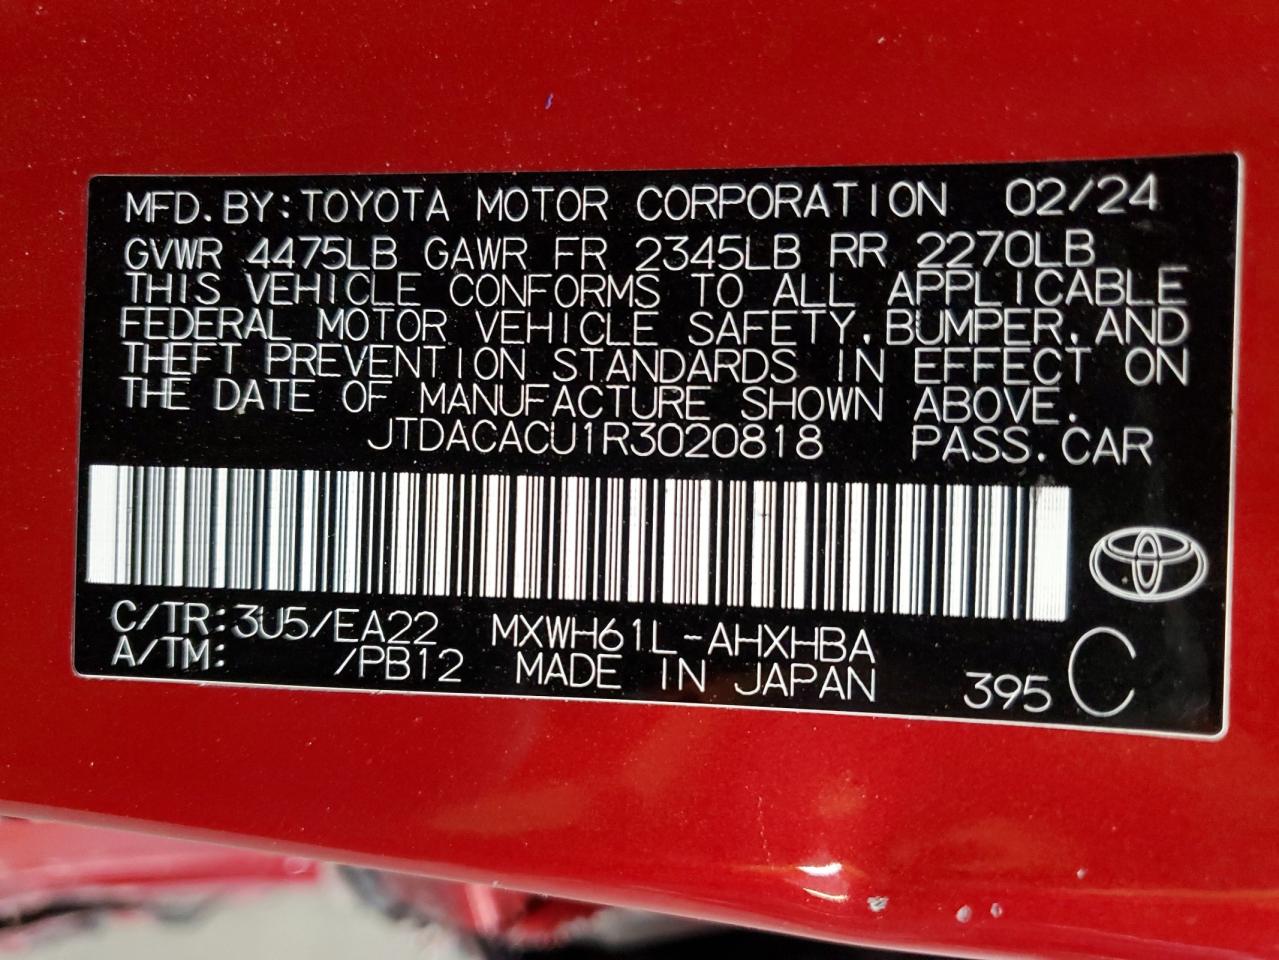 MFD.BY:TOYOTA MOTOR CORPORATION 02/24
GVWR 4475LB GAWR FR 2345LB RR 2270LB
THIS VEHICLE CONFORMS TO ALL APPLICABLE
FEDERAL MOTOR VEHICLE SAFETY,BUMPER,AND
THEFT PREVENTION STANDARDS IN EFFECT ON
THE DATE OF MANUFACTURE SHOWN ABOVE.
JTDACACU1R3020818 PASS.CAR
C/TR:3U5/EA22 MXWH61L-AHXHBA
A/TM: /PB12 MADE IN JAPAN 395 C